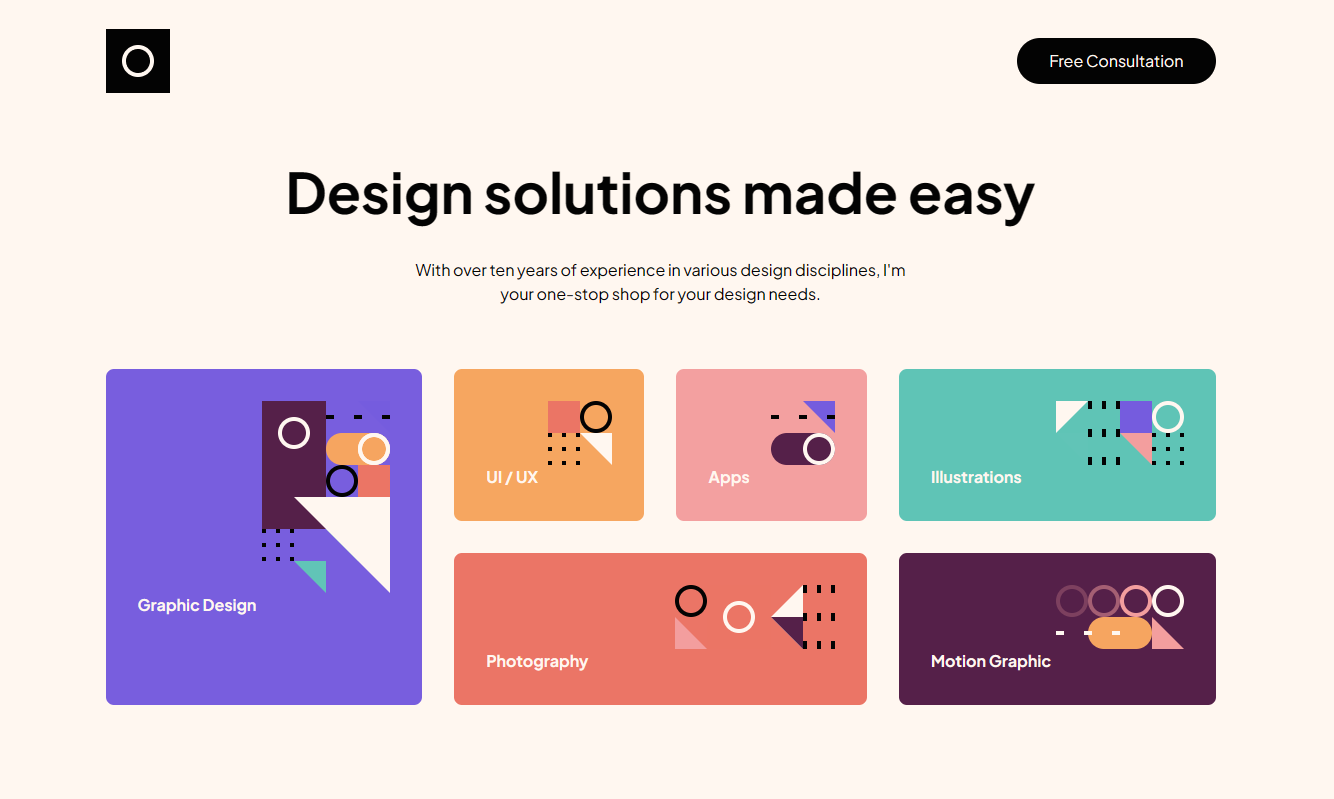 Free Consultation
Design solutions made easy
With over ten years of experience in various design disciplines, I'm
your one-stop shop for your design needs.
Graphic Design
UI / UX
Apps
Illustrations
Photography
Motion Graphic